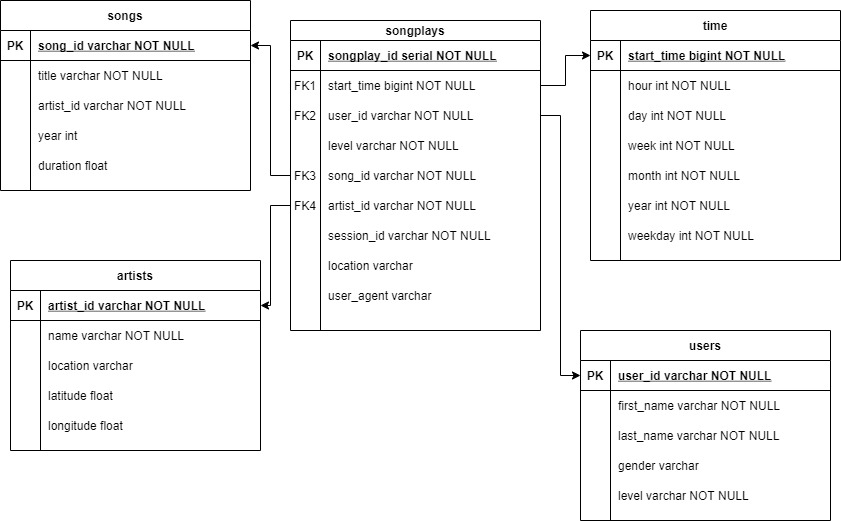 songs
PK song_id varchar NOT NULL
title varchar NOT NULL
artist_id varchar NOT NULL
year int
duration float
songplays
PK songplay_id serial NOT NULL
FK1 start_time bigint NOT NULL
FK2 user_id varchar NOT NULL
level varchar NOT NULL
FK3 song_id varchar NOT NULL
FK4 artist_id varchar NOT NULL
session_id varchar NOT NULL
location varchar
user_agent varchar
time
PK start_time bigint NOT NULL
hour int NOT NULL
day int NOT NULL
week int NOT NULL
month int NOT NULL
year int NOT NULL
weekday int NOT NULL
artists
PK artist_id varchar NOT NULL
name varchar NOT NULL
location varchar
latitude float
longitude float
users
PK user_id varchar NOT NULL
first_name varchar NOT NULL
last_name varchar NOT NULL
gender varchar
level varchar NOT NULL